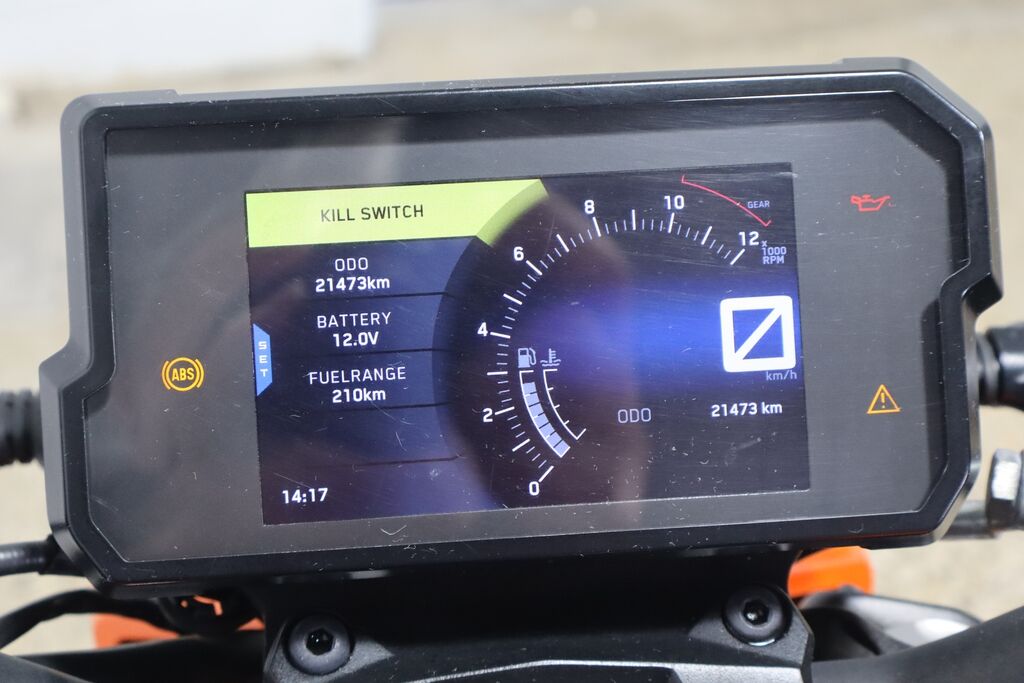 KILL SWITCH
ODO
21473km
BATTERY
12.0V
FUELRANGE
210km
14:17
SET
0
2
4
6
8
10
12
GEAR
x
1000
RPM
0
km/h
ODO 21473 km
ABS